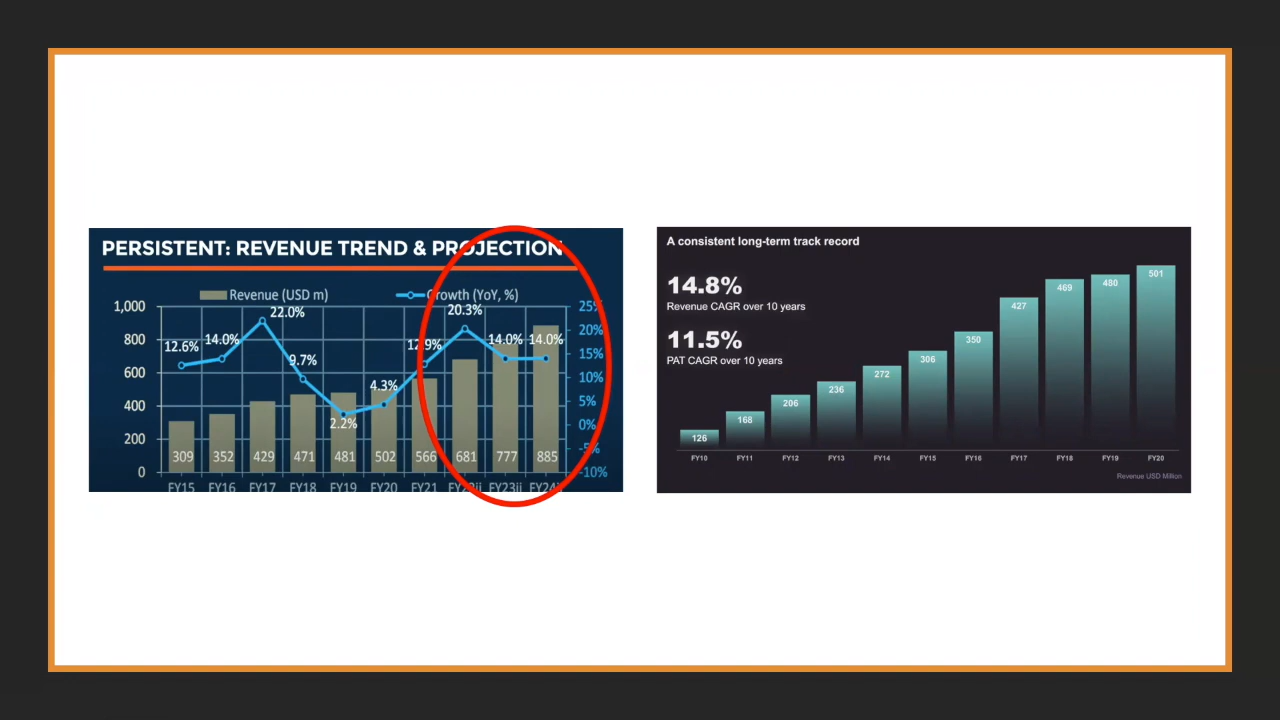 PERSISTENT: REVENUE TREND & PROJECTION
Revenue (USD m) Growth (YoY, %)
1,000 800 600 400 200 0
12.6% 14.0% 22.0% 9.7% 2.2% 4.3% 12.9% 20.3% 14.0% 14.0%
25% 20% 15% 10% 5% 0% -5% -10%
309 352 429 471 481 502 566 681 777 885
FY15 FY16 FY17 FY18 FY19 FY20 FY21 FY22ii FY23ii
A consistent long-term track record
14.8%
Revenue CAGR over 10 years
11.5%
PAT CAGR over 10 years
126 168 206 236 272 306 350 427 469 480 501
FY10 FY11 FY12 FY13 FY14 FY15 FY16 FY17 FY18 FY19 FY20
Revenue USD Million